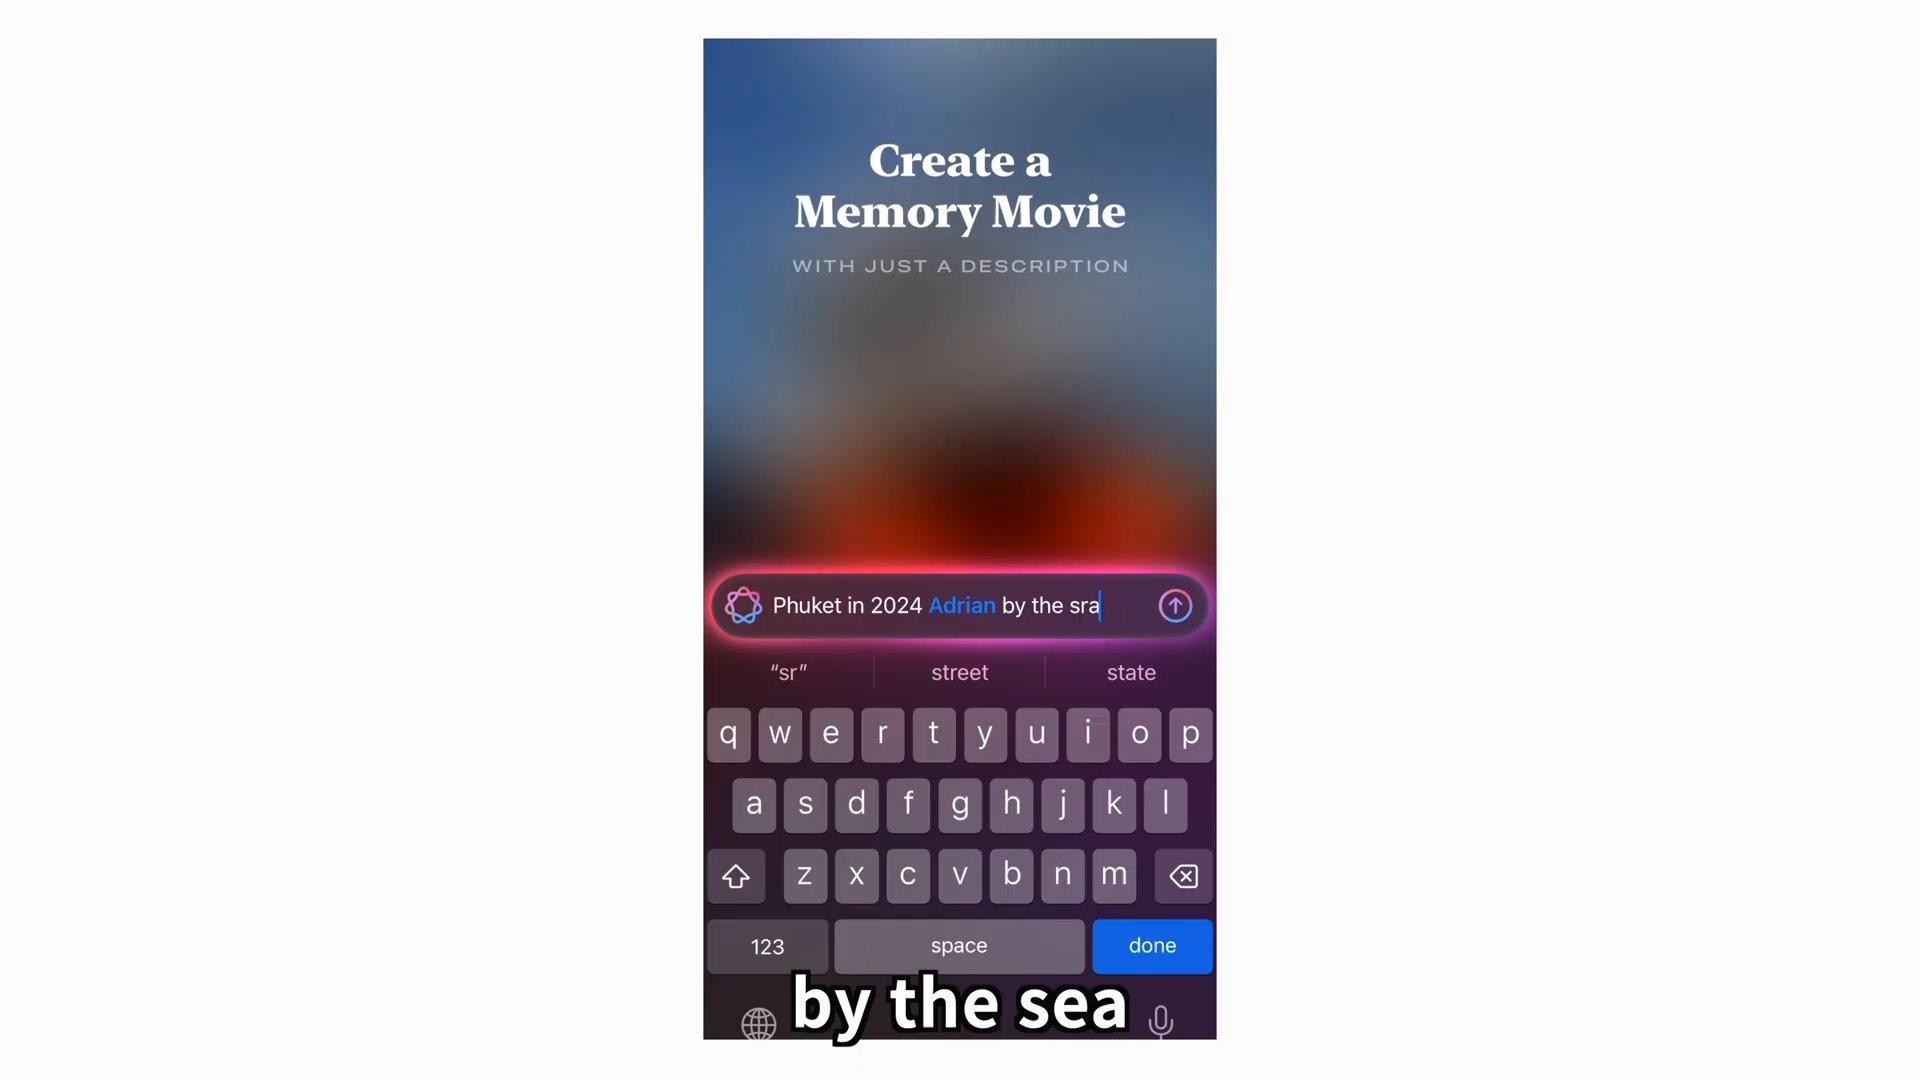 Create a
Memory Movie
WITH JUST A DESCRIPTION
Phuket in 2024 Adrian by the sra
“sr” street state
q w e r t y u i o p
a s d f g h j k l
z x c v b n m
123 space done
by the sea